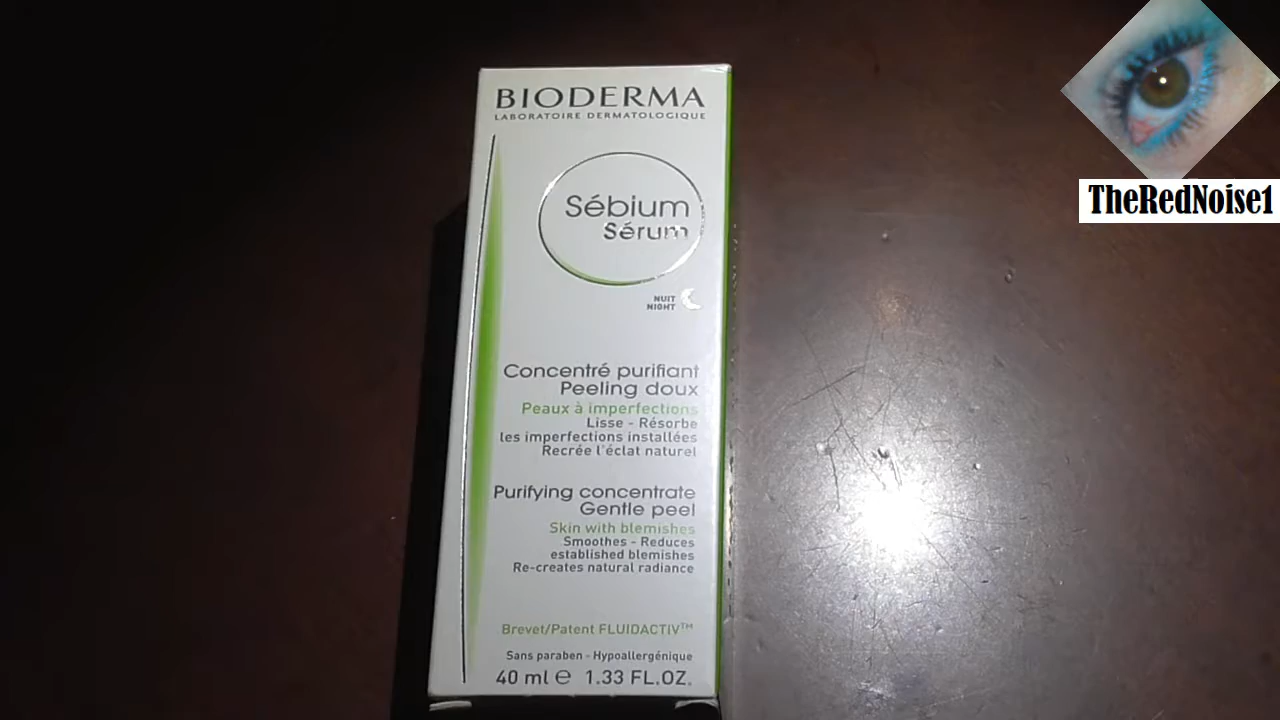 BIODERMA
LABORATOIRE DERMATOLOGIQUE
Sébium
Sérum
NUIT
NIGHT
Concentré purifiant
Peeling doux
Peaux à imperfections
Lisse - Résorbe
les imperfections installées
Recrée l'éclat naturel
Purifying concentrate
Gentle peel
Skin with blemishes
Smoothes - Reduces
established blemishes
Re-creates natural radiance
Brevet/Patent FLUIDACTIV™
Sans paraben - Hypoallergénique
40 ml ℮ 1.33 FL.OZ.
TheRedNoise1